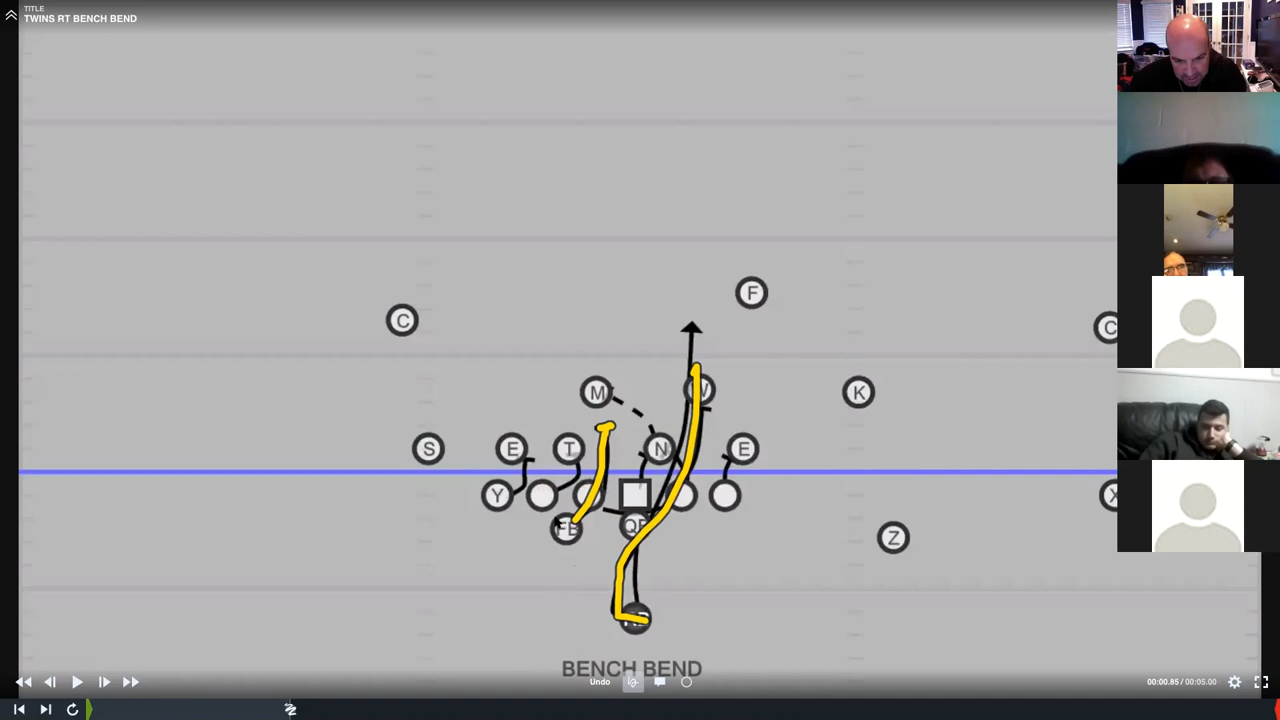 TITLE
TWINS RT BENCH BEND
F
C
C
M
W
K
S
E
T
N
E
Y
X
FB
QB
Z
BENCH BEND
Undo
00:00.85 / 00:05.00